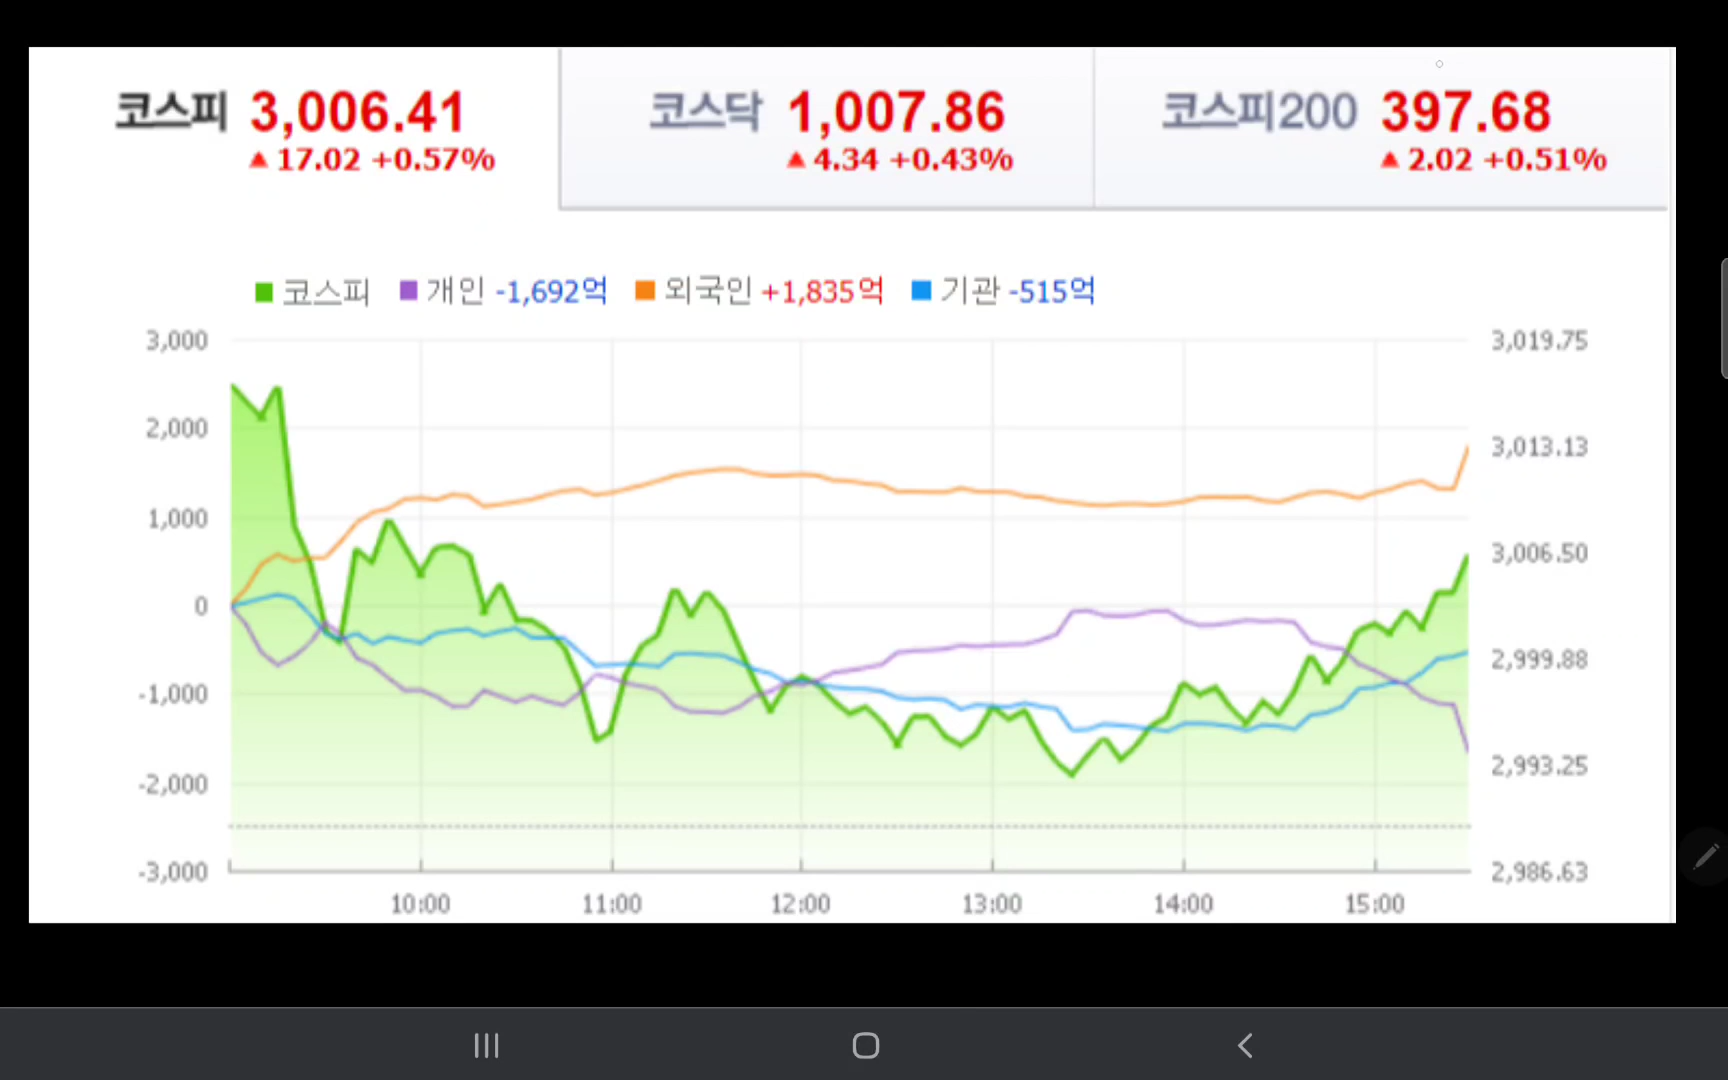 코스피 3,006.41
▲17.02 +0.57%
코스닥 1,007.86
▲4.34 +0.43%
코스피200 397.68
▲2.02 +0.51%
코스피 개인 -1,692억 외국인 +1,835억 기관 -515억
3,000 3,019.75
2,000
3,013.13
1,000
3,006.50
0
2,999.88
-1,000
2,993.25
-2,000
-3,000 2,986.63
10:00 11:00 12:00 13:00 14:00 15:00